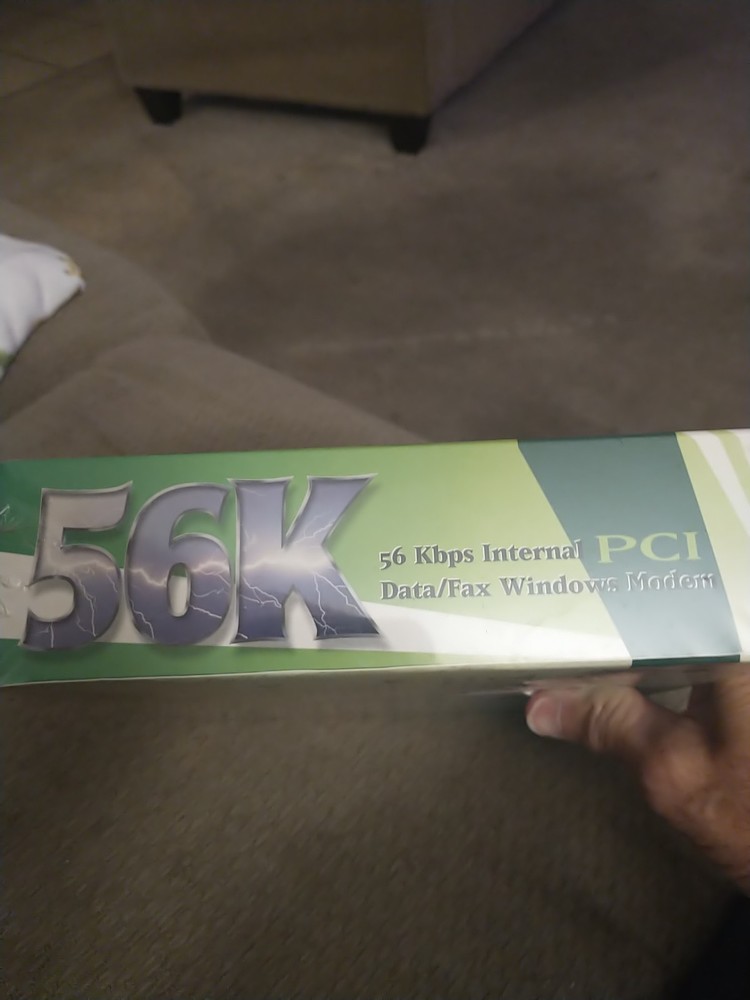 56K
56 Kbps Internal PCI
Data/Fax Windows Modem